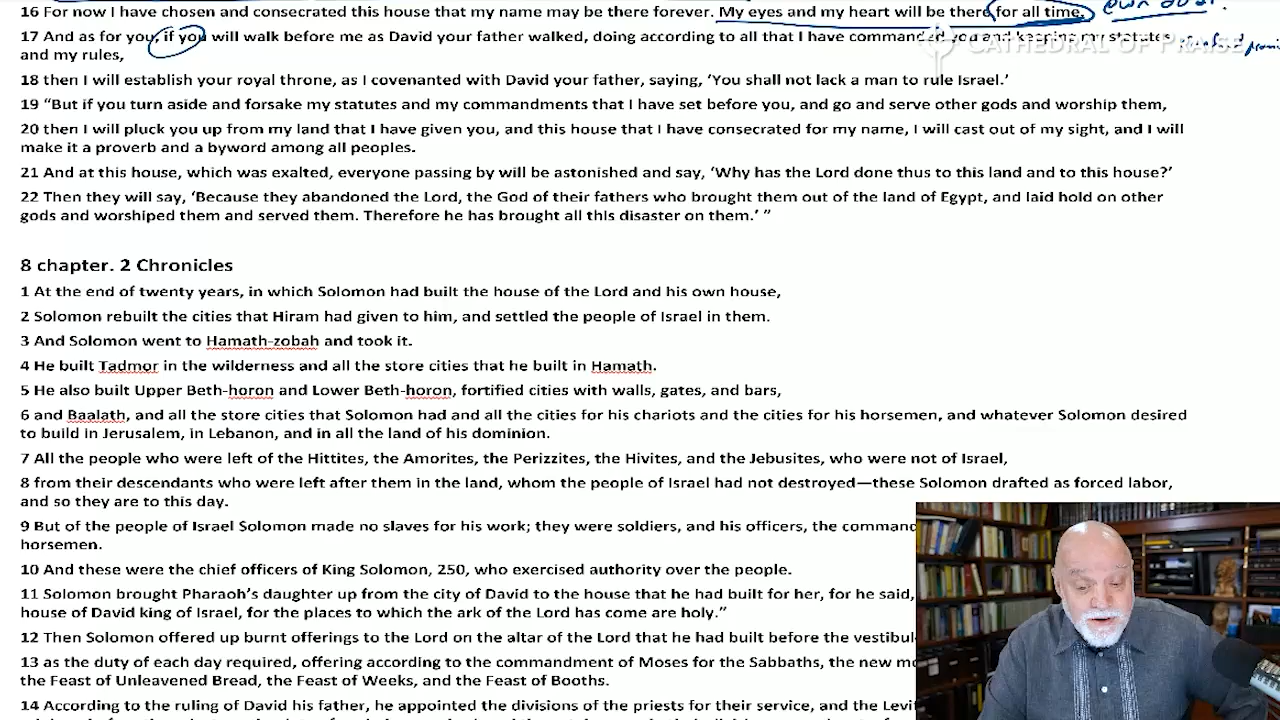 16 For now I have chosen and consecrated this house that my name may be there forever. My eyes and my heart will be there for all time.
own
17 And as for you, if you will walk before me as David your father walked, doing according to all that I have commanded you and keeping my statutes
and my rules,
CATHEDRAL OF PRAISE
18 then I will establish your royal throne, as I covenanted with David your father, saying, ‘You shall not lack a man to rule Israel.’
19 “But if you turn aside and forsake my statutes and my commandments that I have set before you, and go and serve other gods and worship them,
20 then I will pluck you up from my land that I have given you, and this house that I have consecrated for my name, I will cast out of my sight, and I will
make it a proverb and a byword among all peoples.
21 And at this house, which was exalted, everyone passing by will be astonished and say, ‘Why has the Lord done thus to this land and to this house?’
22 Then they will say, ‘Because they abandoned the Lord, the God of their fathers who brought them out of the land of Egypt, and laid hold on other
gods and worshiped them and served them. Therefore he has brought all this disaster on them.’ ”
8 chapter. 2 Chronicles
1 At the end of twenty years, in which Solomon had built the house of the Lord and his own house,
2 Solomon rebuilt the cities that Hiram had given to him, and settled the people of Israel in them.
3 And Solomon went to Hamath-zobah and took it.
4 He built Tadmor in the wilderness and all the store cities that he built in Hamath.
5 He also built Upper Beth-horon and Lower Beth-horon, fortified cities with walls, gates, and bars,
6 and Baalath, and all the store cities that Solomon had and all the cities for his chariots and the cities for his horsemen, and whatever Solomon desired
to build in Jerusalem, in Lebanon, and in all the land of his dominion.
7 All the people who were left of the Hittites, the Amorites, the Perizzites, the Hivites, and the Jebusites, who were not of Israel,
8 from their descendants who were left after them in the land, whom the people of Israel had not destroyed—these Solomon drafted as forced labor,
and so they are to this day.
9 But of the people of Israel Solomon made no slaves for his work; they were soldiers, and his officers, the command
horsemen.
10 And these were the chief officers of King Solomon, 250, who exercised authority over the people.
11 Solomon brought Pharaoh’s daughter up from the city of David to the house that he had built for her, for he said,
house of David king of Israel, for the places to which the ark of the Lord has come are holy.”
12 Then Solomon offered up burnt offerings to the Lord on the altar of the Lord that he had built before the vestibul
13 as the duty of each day required, offering according to the commandment of Moses for the Sabbaths, the new mo
the Feast of Unleavened Bread, the Feast of Weeks, and the Feast of Booths.
14 According to the ruling of David his father, he appointed the divisions of the priests for their service, and the Levi